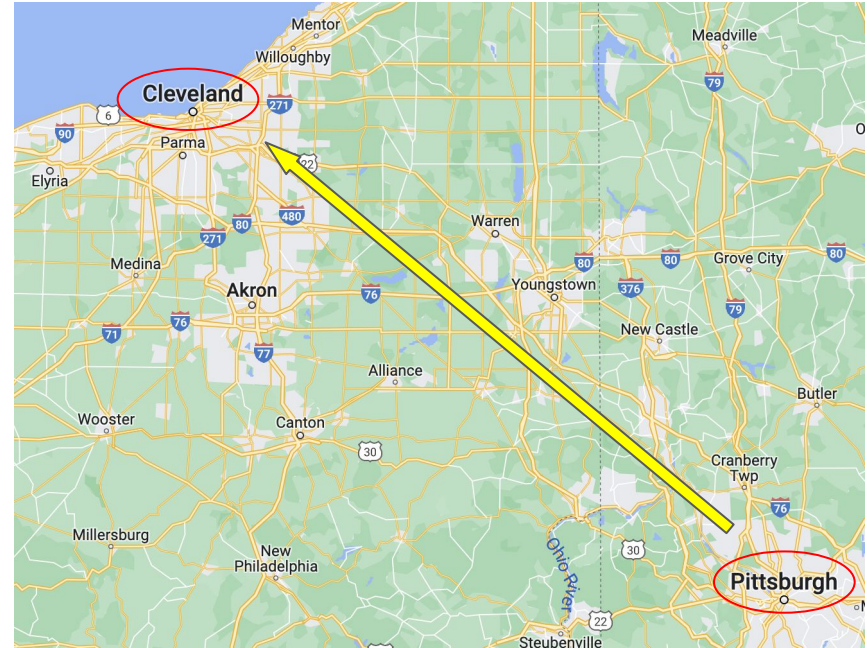 Mentor
Meadville
Willoughby
79
Cleveland
271
6
90
Parma
22
Elyria
480
80
Warren
271
Medina
80
80
Grove City
80
Akron
76
Youngstown
376
76
79
71
New Castle
77
Alliance
Butler
Wooster
Canton
30
Cranberry
Twp
76
Millersburg
New
Philadelphia
Ohio River
30
Pittsburgh
22
Steubenville